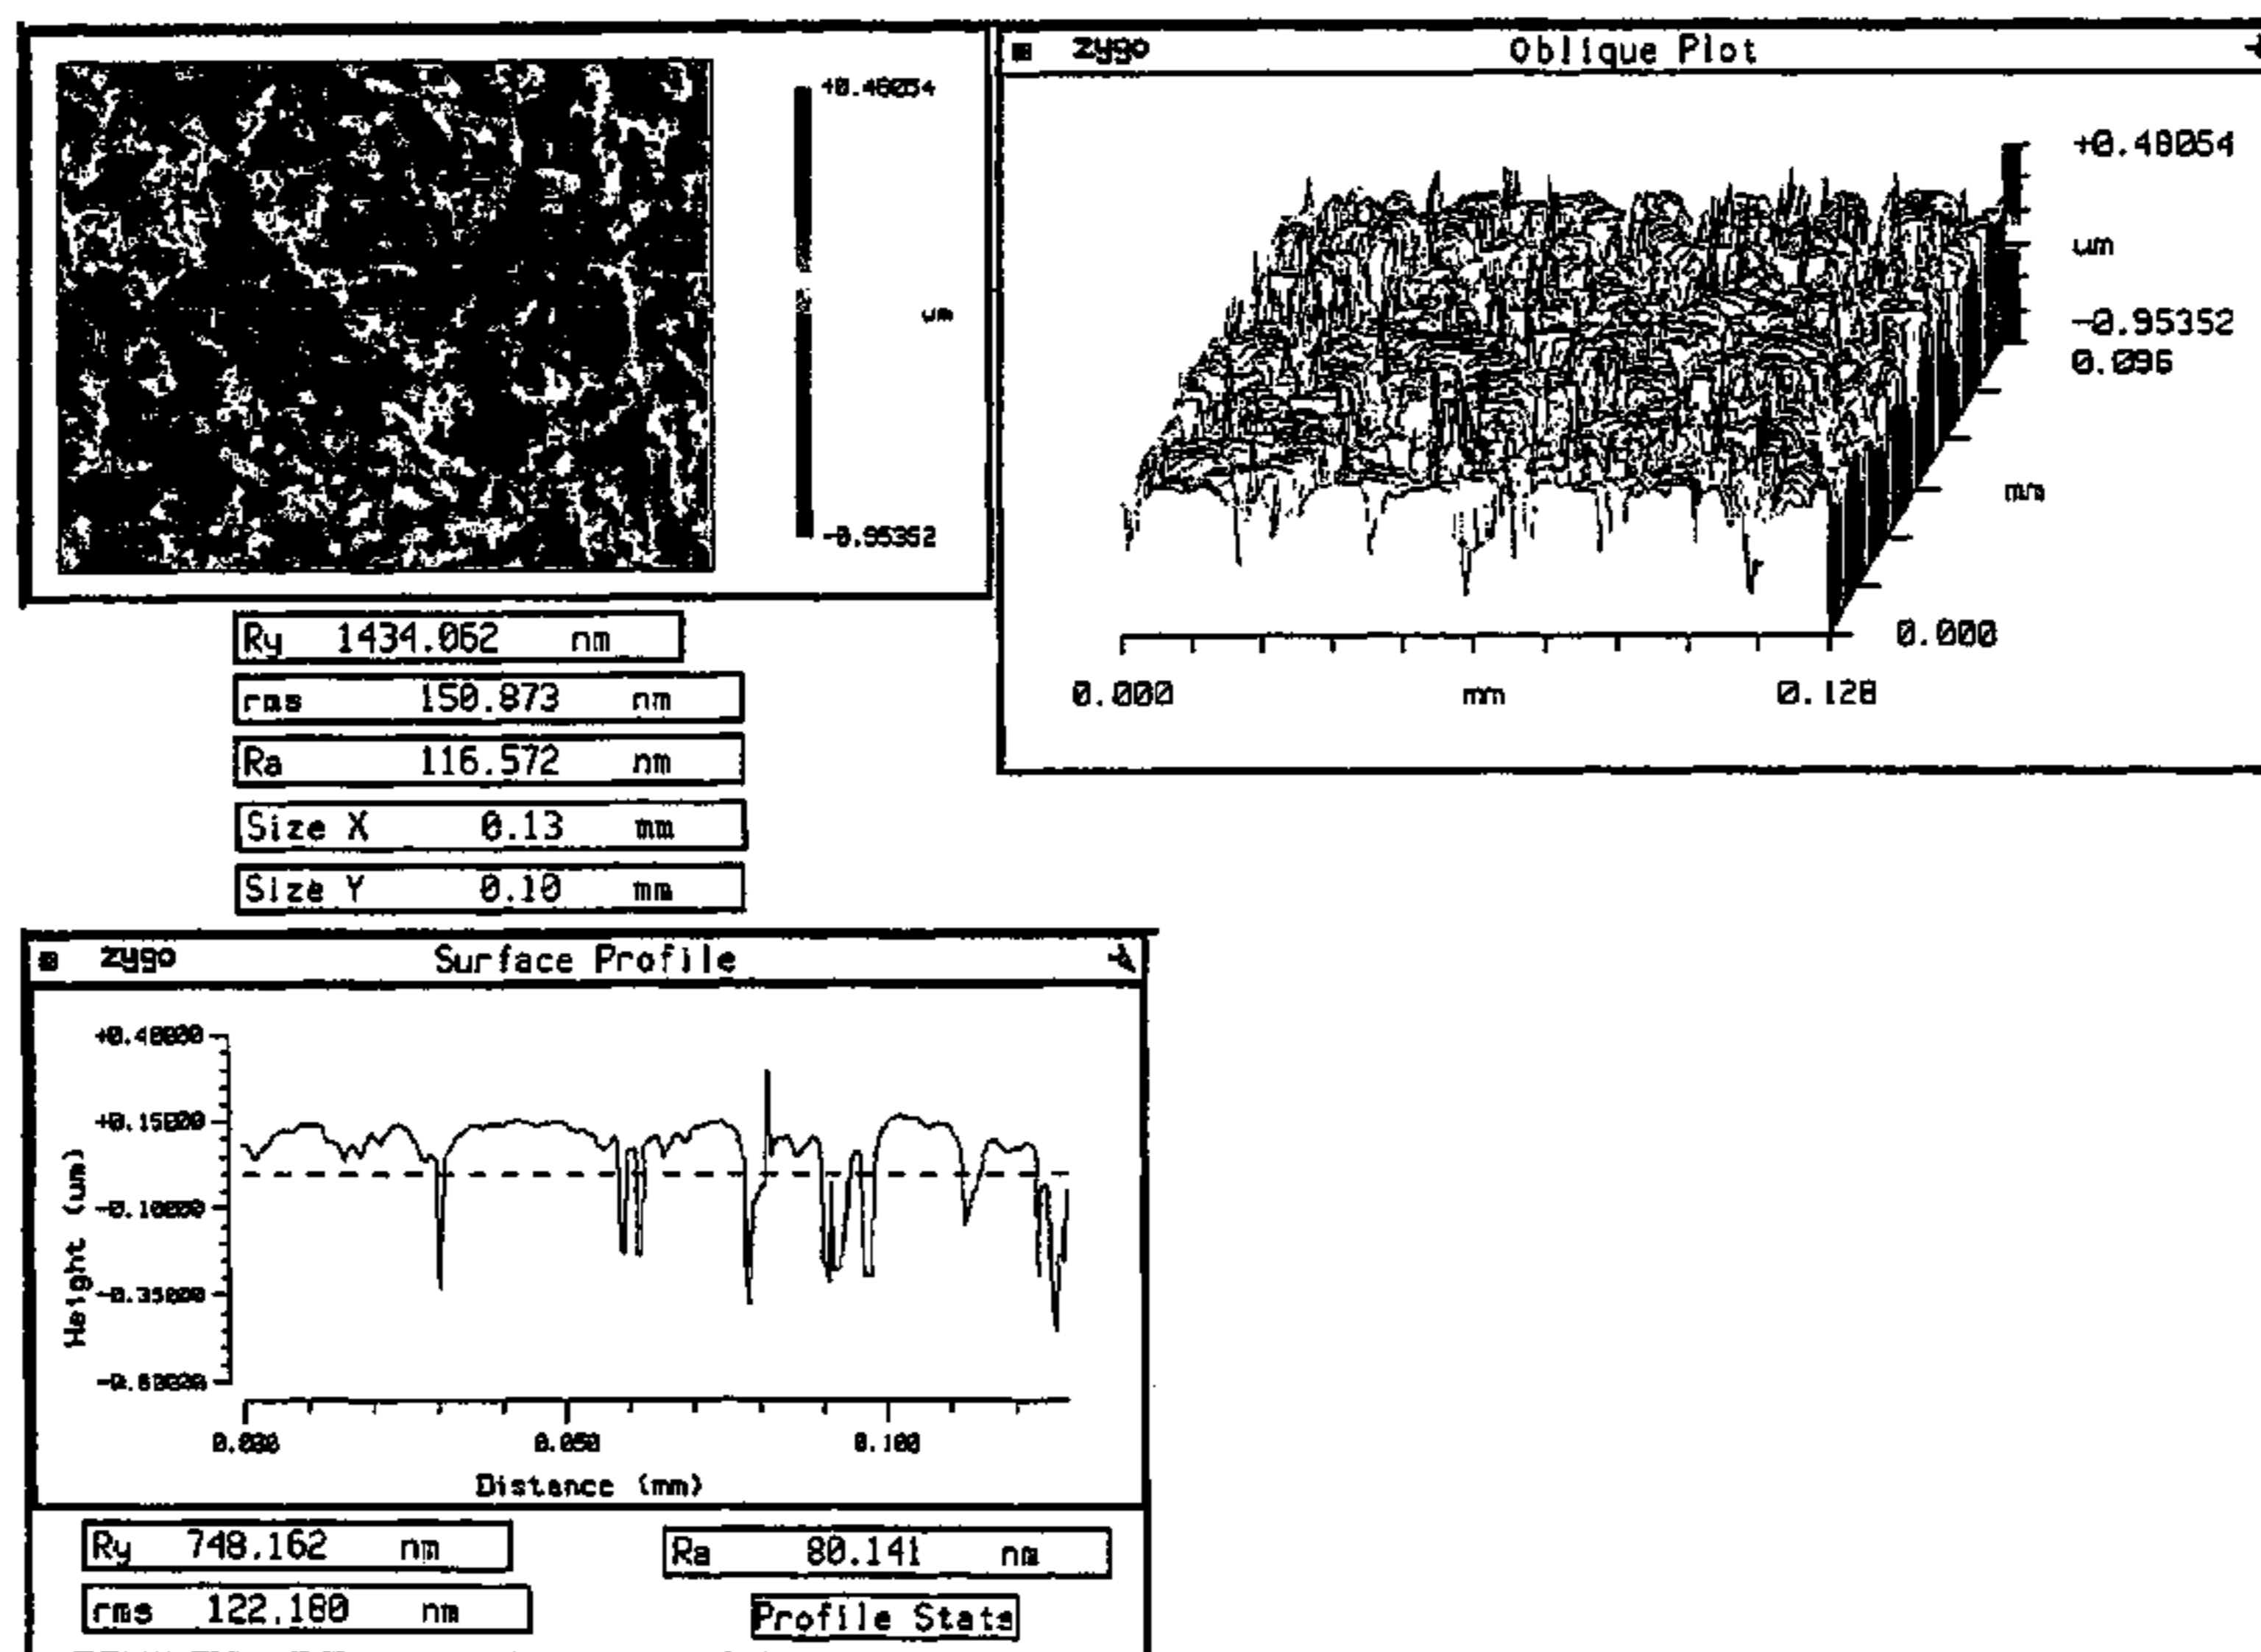 +0.48054
um
-0.95352
zygo Oblique Plot
+0.48054
um
-0.95352
0.096
mm
0.000
0.000 mm 0.128
Ry 1434.062 nm
rms 150.873 nm
Ra 116.572 nm
Size X 0.13 mm
Size Y 0.10 mm
zygo Surface Profile
+0.40000
+0.15000
-0.10000
-0.35000
-0.60000
Height (um)
0.000 0.050 0.100
Distance (mm)
Ry 748.162 nm Ra 80.141 nm
rms 122.180 nm Profile Stats